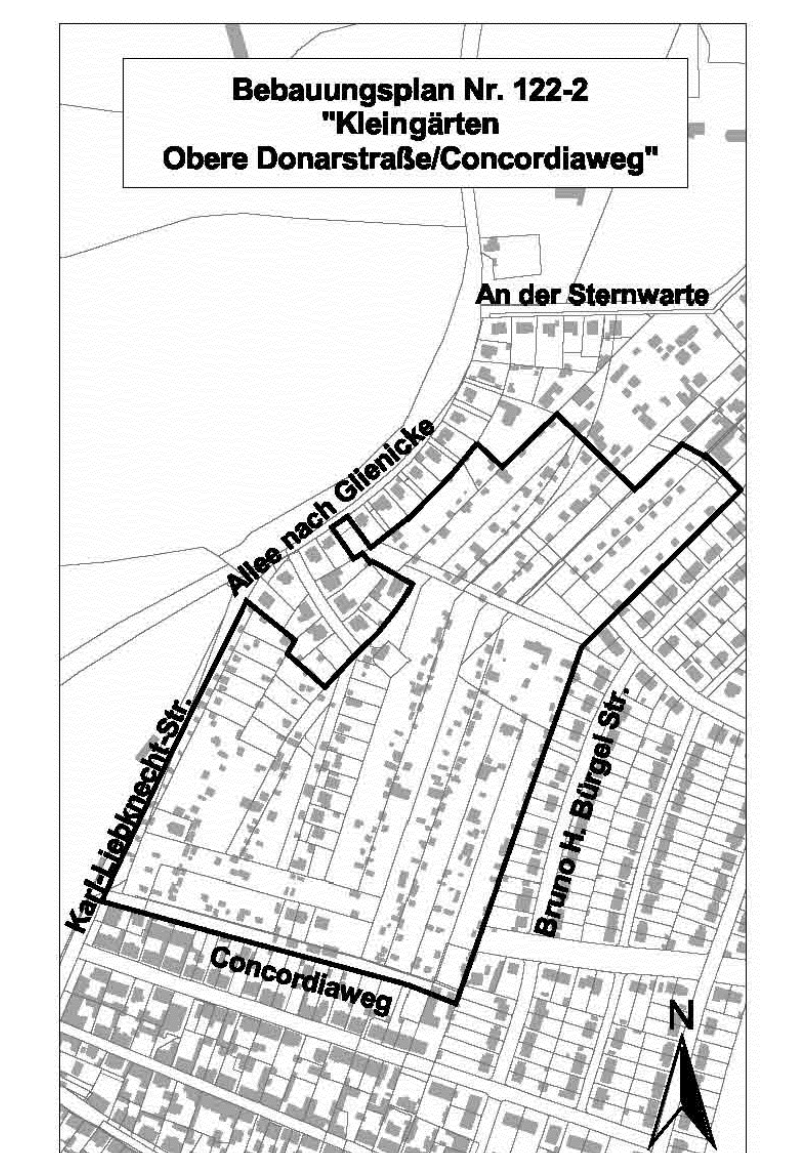 Bebauungsplan Nr. 122-2
"Kleingärten
Obere Donarstraße/Concordiaweg"
An der Sternwarte
Allee nach Glienicke
Karl-Liebknecht-Str.
Bruno H. Bürgel Str.
Concordiaweg
N